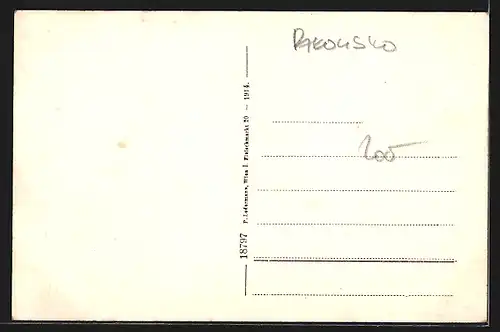 Rakousko
200-
18797 P. Ledermann, Wien I. Fleischmarkt 20 – 1914.